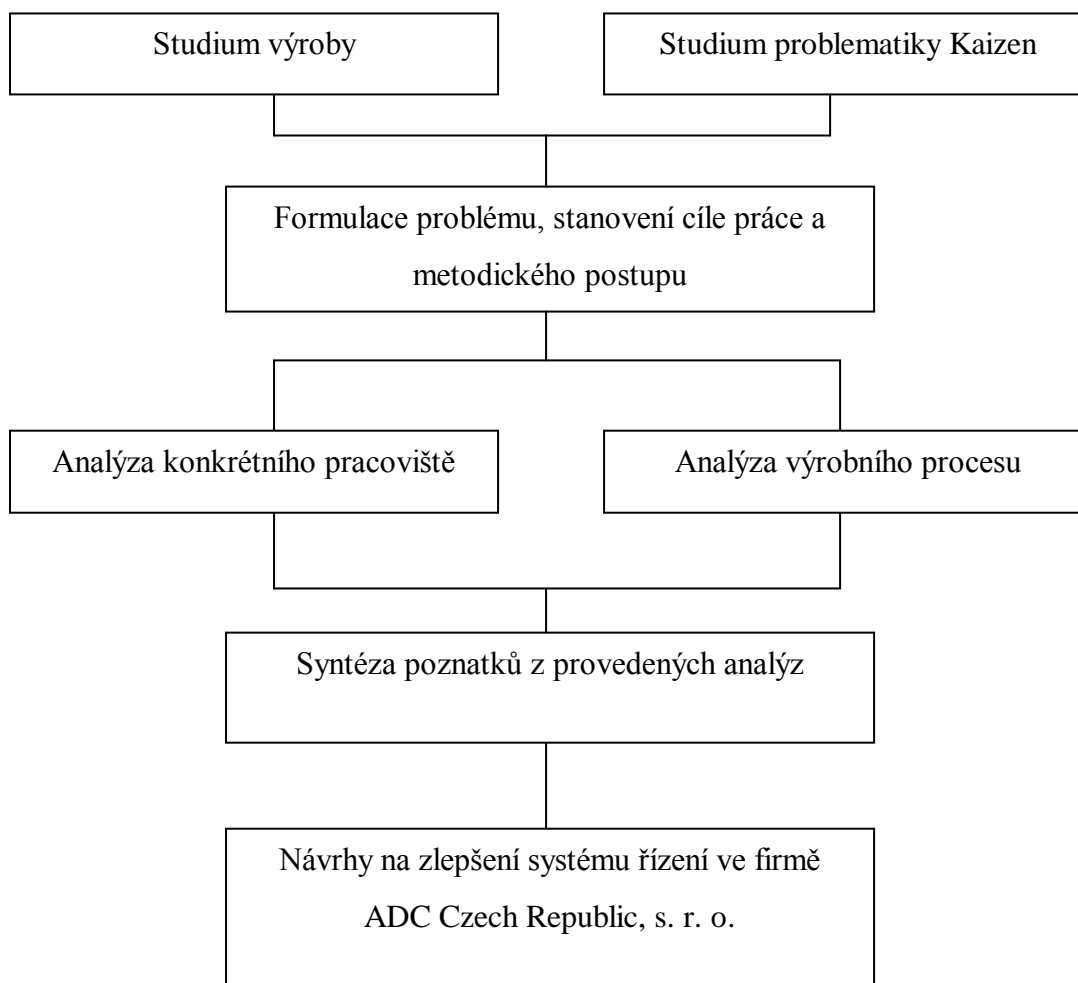 Studium výroby
Studium problematiky Kaizen
Formulace problému, stanovení cíle práce a
metodického postupu
Analýza konkrétního pracoviště
Analýza výrobního procesu
Syntéza poznatků z provedených analýz
Návrhy na zlepšení systému řízení ve firmě
ADC Czech Republic, s. r. o.